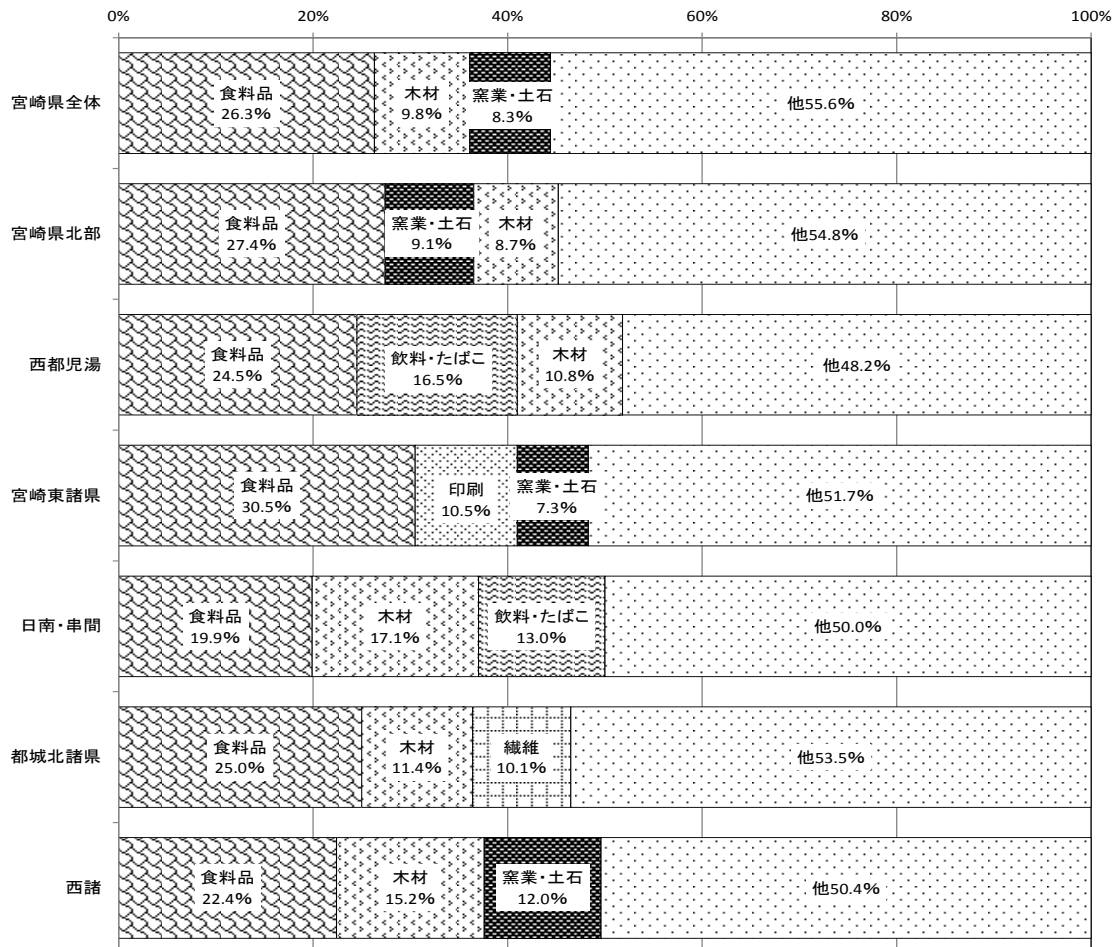 0% 20% 40% 60% 80% 100%
宮崎県全体
食料品
26.3%
木材
9.8%
窯業・土石
8.3%
他55.6%
宮崎県北部
食料品
27.4%
窯業・土石
9.1%
木材
8.7%
他54.8%
西都児湯
食料品
24.5%
飲料・たばこ
16.5%
木材
10.8%
他48.2%
宮崎東諸県
食料品
30.5%
印刷
10.5%
窯業・土石
7.3%
他51.7%
日南・串間
食料品
19.9%
木材
17.1%
飲料・たばこ
13.0%
他50.0%
都城北諸県
食料品
25.0%
木材
11.4%
繊維
10.1%
他53.5%
西諸
食料品
22.4%
木材
15.2%
窯業・土石
12.0%
他50.4%